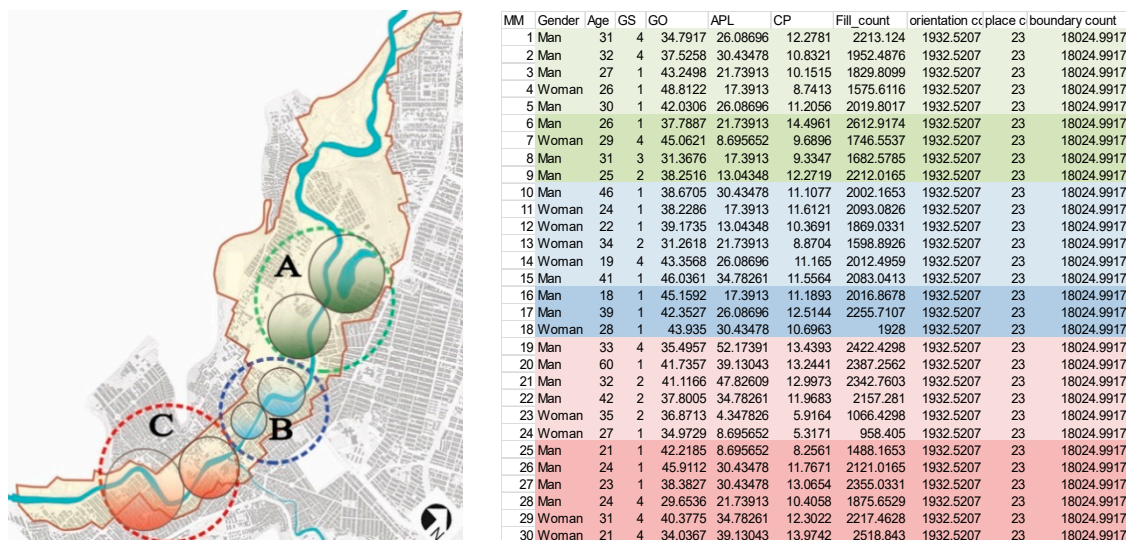 A
B
C
N
MM Gender Age GS GO APL CP Fill_count orientation cc place c boundary count
1 Man 31 4 34.7917 26.08696 12.2781 2213.124 1932.5207 23 18024.9917
2 Man 32 4 37.5258 30.43478 10.8321 1952.4876 1932.5207 23 18024.9917
3 Man 27 1 43.2498 21.73913 10.1515 1829.8099 1932.5207 23 18024.9917
4 Woman 26 1 48.8122 17.3913 8.7413 1575.6116 1932.5207 23 18024.9917
5 Man 30 1 42.0306 26.08696 11.2056 2019.8017 1932.5207 23 18024.9917
6 Man 26 1 37.7887 21.73913 14.4961 2612.9174 1932.5207 23 18024.9917
7 Woman 29 4 45.0621 8.695652 9.6896 1746.5537 1932.5207 23 18024.9917
8 Man 31 3 31.3676 17.3913 9.3347 1682.5785 1932.5207 23 18024.9917
9 Man 25 2 38.2516 13.04348 12.2719 2212.0165 1932.5207 23 18024.9917
10 Man 46 1 38.6705 30.43478 11.1077 2002.1653 1932.5207 23 18024.9917
11 Woman 24 1 38.2286 17.3913 11.6121 2093.0826 1932.5207 23 18024.9917
12 Woman 22 1 39.1735 13.04348 10.3691 1869.0331 1932.5207 23 18024.9917
13 Woman 34 2 31.2618 21.73913 8.8704 1598.8926 1932.5207 23 18024.9917
14 Woman 19 4 43.3568 26.08696 11.165 2012.4959 1932.5207 23 18024.9917
15 Man 41 1 46.0361 34.78261 11.5564 2083.0413 1932.5207 23 18024.9917
16 Man 18 1 45.1592 17.3913 11.1893 2016.8678 1932.5207 23 18024.9917
17 Man 39 1 42.3527 26.08696 12.5144 2255.7107 1932.5207 23 18024.9917
18 Woman 28 1 43.935 30.43478 10.6963 1928 1932.5207 23 18024.9917
19 Man 33 4 35.4957 52.17391 13.4393 2422.4298 1932.5207 23 18024.9917
20 Man 60 1 41.7357 39.13043 13.2441 2387.2562 1932.5207 23 18024.9917
21 Man 32 2 41.1166 47.82609 12.9973 2342.7603 1932.5207 23 18024.9917
22 Man 42 2 37.8005 34.78261 11.9683 2157.281 1932.5207 23 18024.9917
23 Woman 35 2 36.8713 4.347826 5.9164 1066.4298 1932.5207 23 18024.9917
24 Woman 27 1 34.9729 8.695652 5.3171 958.405 1932.5207 23 18024.9917
25 Man 21 1 42.2185 8.695652 8.2561 1488.1653 1932.5207 23 18024.9917
26 Man 24 1 45.9112 30.43478 11.7671 2121.0165 1932.5207 23 18024.9917
27 Man 23 1 38.3827 30.43478 13.0654 2355.0331 1932.5207 23 18024.9917
28 Man 24 4 29.6536 21.73913 10.4058 1875.6529 1932.5207 23 18024.9917
29 Woman 31 4 40.3775 34.78261 12.3022 2217.4628 1932.5207 23 18024.9917
30 Woman 21 4 34.0367 39.13043 13.9742 2518.843 1932.5207 23 18024.9917